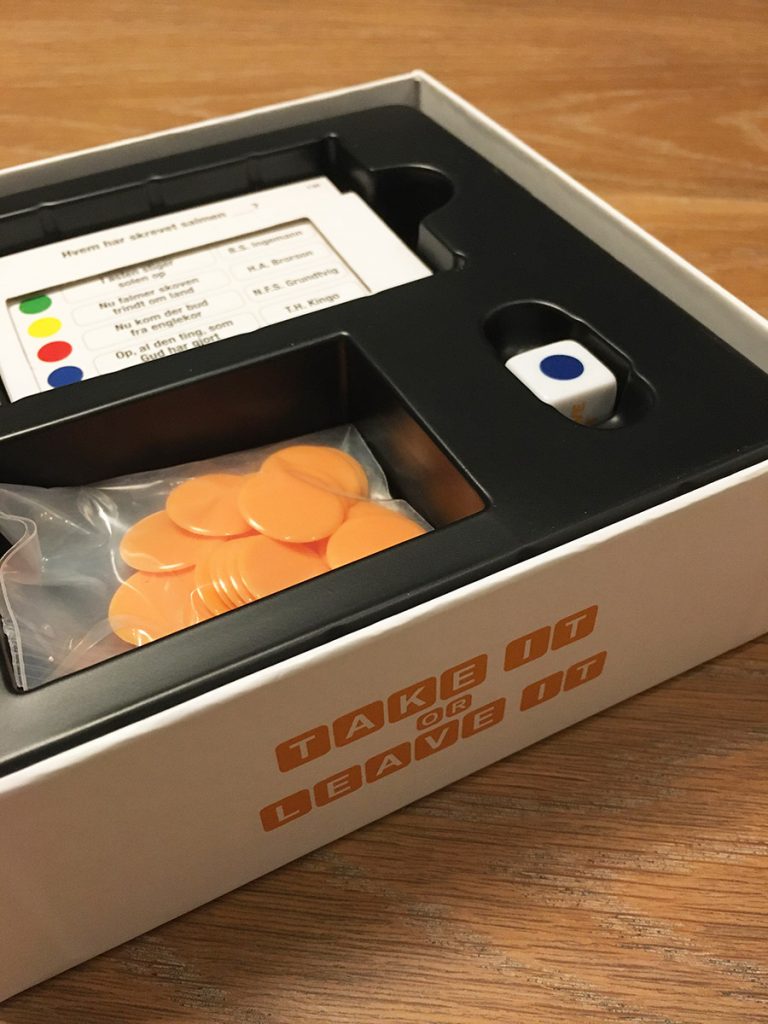 Hvem har skrevet salmen ___?
I østen stiger
solen op
B.S. Ingemann
Nu falmer skoven
trindt om land
H.A. Brorson
Nu kom der bud
fra englekor
N.F.S. Grundtvig
Op, al den ting, som
Gud har gjort
T.H. Kingo
TAKE IT
OR
LEAVE IT